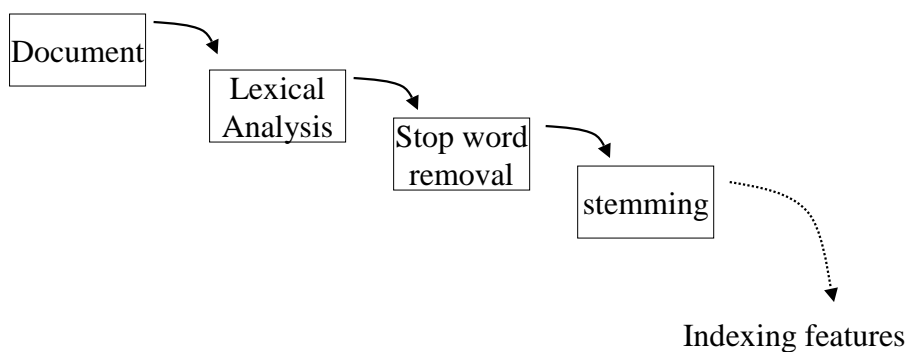 Document
Lexical
Analysis
Stop word
removal
stemming
Indexing features